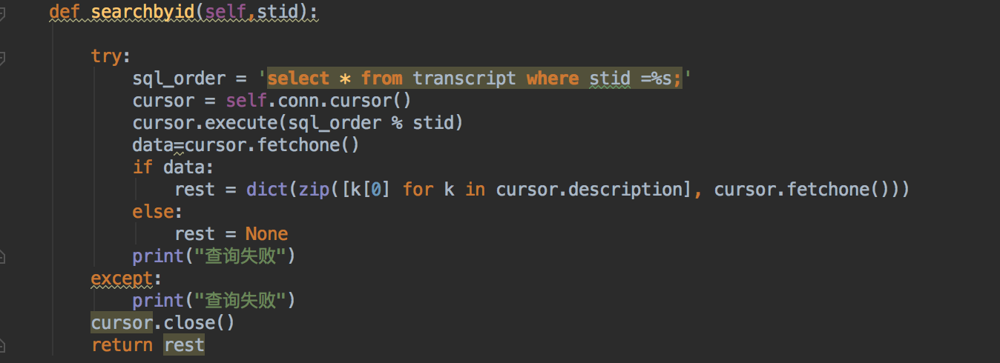 def searchbyid(self,stid):
try:
sql_order = 'select * from transcript where stid =%s;'
cursor = self.conn.cursor()
cursor.execute(sql_order % stid)
data=cursor.fetchone()
if data:
rest = dict(zip([k[0] for k in cursor.description], cursor.fetchone()))
else:
rest = None
print("查询失败")
except:
print("查询失败")
cursor.close()
return rest